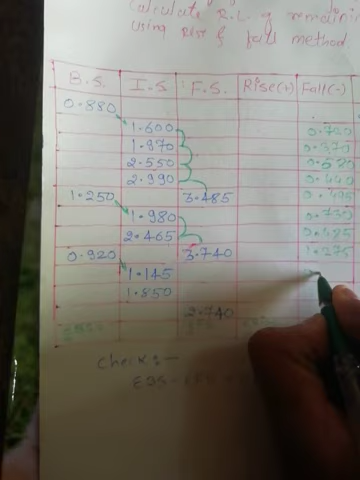 Calculate R.L. of remainin
using Rise & fall method
B.S. I.S F.S. Rise(+) Fall(-)
0.880
1.600 0.720
1.970 0.370
2.550 0.580
2.990 0.440
1.250 3.485 0.495
1.980 0.730
2.465 0.485
0.920 3.740 1.275
1.145
1.850
2.740
Check :-